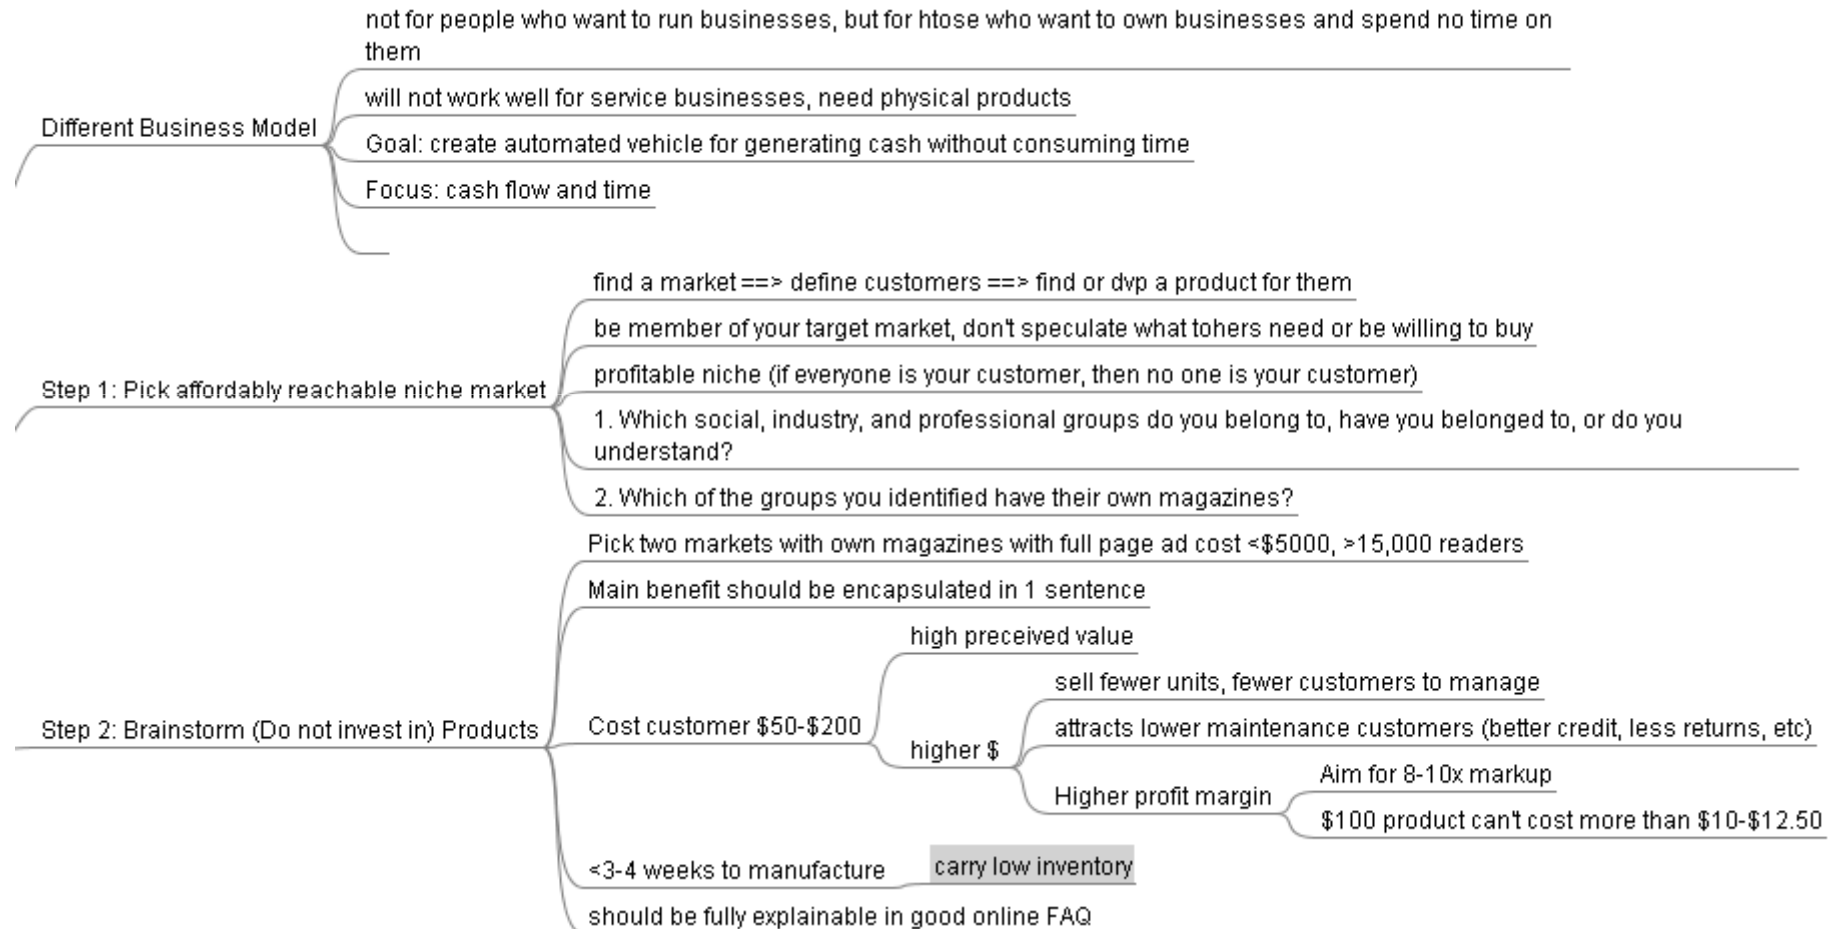 not for people who want to run businesses, but for htose who want to own businesses and spend no time on
them
will not work well for service businesses, need physical products
Different Business Model
Goal: create automated vehicle for generating cash without consuming time
Focus: cash flow and time
find a market ==> define customers ==> find or dvp a product for them
be member of your target market, don't speculate what tohers need or be willing to buy
profitable niche (if everyone is your customer, then no one is your customer)
Step 1: Pick affordably reachable niche market
1. Which social, industry, and professional groups do you belong to, have you belonged to, or do you
understand?
2. Which of the groups you identified have their own magazines?
Pick two markets with own magazines with full page ad cost <$5000, >15,000 readers
Main benefit should be encapsulated in 1 sentence
high preceived value
sell fewer units, fewer customers to manage
Step 2: Brainstorm (Do not invest in) Products
Cost customer $50-$200
attracts lower maintenance customers (better credit, less returns, etc)
higher $
Aim for 8-10x markup
Higher profit margin
$100 product can't cost more than $10-$12.50
<3-4 weeks to manufacture
carry low inventory
should be fully explainable in good online FAQ